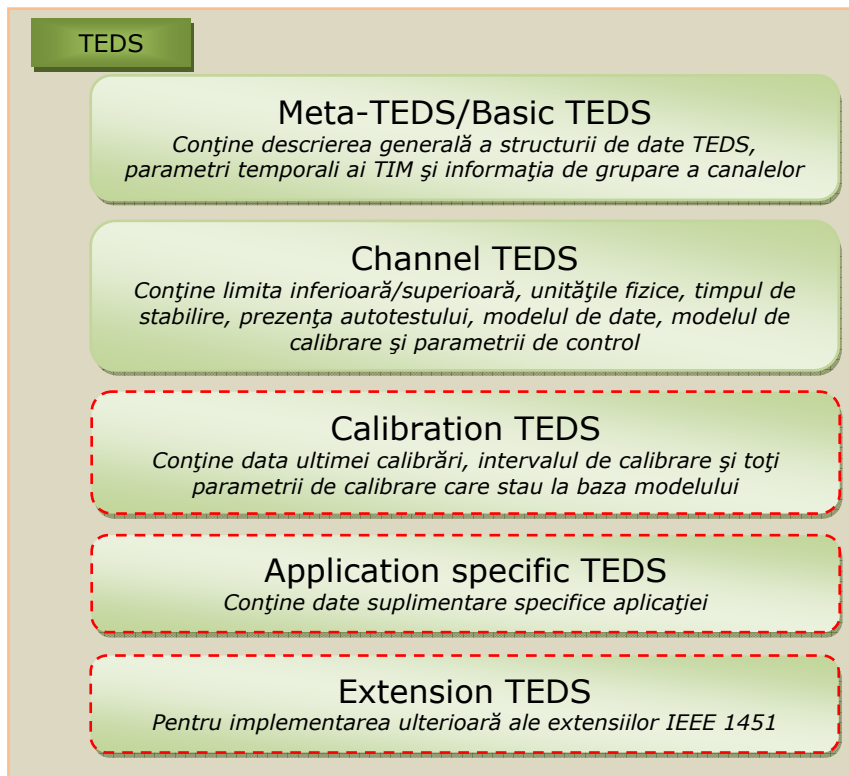 TEDS
Meta-TEDS/Basic TEDS
Conţine descrierea generală a structurii de date TEDS,
parametri temporali ai TIM şi informaţia de grupare a canalelor
Channel TEDS
Conţine limita inferioară/superioară, unităţile fizice, timpul de
stabilire, prezenţa autotestului, modelul de date, modelul de
calibrare şi parametrii de control
Calibration TEDS
Conţine data ultimei calibrări, intervalul de calibrare şi toţi
parametrii de calibrare care stau la baza modelului
Application specific TEDS
Conţine date suplimentare specifice aplicaţiei
Extension TEDS
Pentru implementarea ulterioară ale extensiilor IEEE 1451